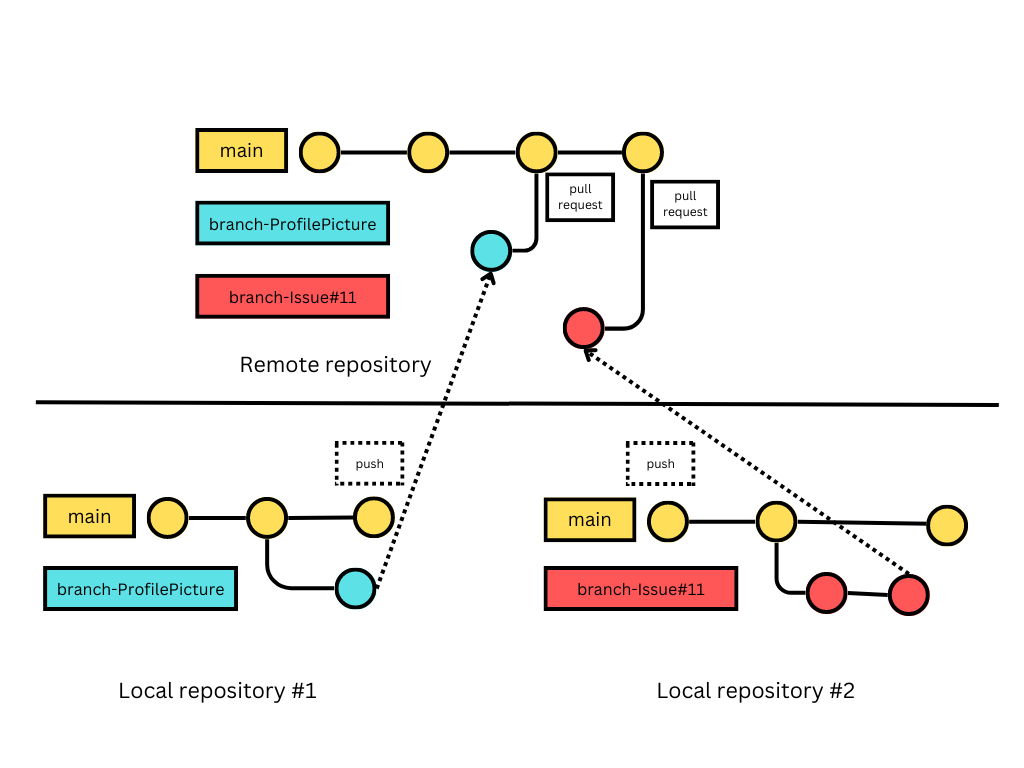 main
pull
request
pull
request
branch-ProfilePicture
branch-Issue#11
Remote repository
push
push
main
main
branch-ProfilePicture
branch-Issue#11
Local repository #1
Local repository #2